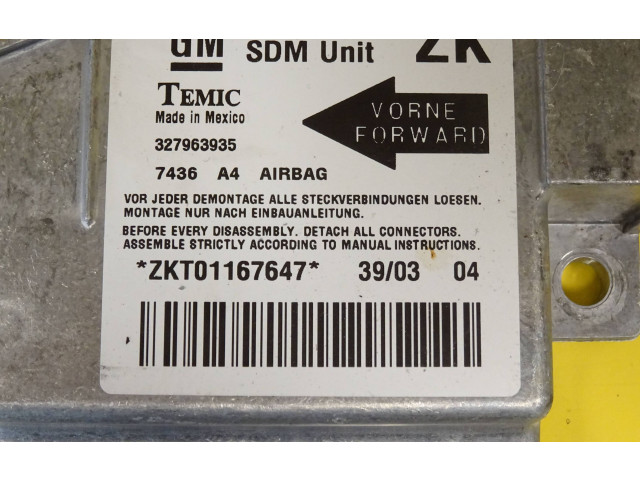 GM SDM Unit ZK
TEMIC
Made in Mexico
VORNE
FORWARD
327963935
7436 A4 AIRBAG
VOR JEDER DEMONTAGE ALLE STECKVERBINDUNGEN LOESEN.
MONTAGE NUR NACH EINBAUANLEITUNG.
BEFORE EVERY DISASSEMBLY. DETACH ALL CONNECTORS.
ASSEMBLE STRICTLY ACCORDING TO MANUAL INSTRUCTIONS.
*ZKT01167647* 39/03 04